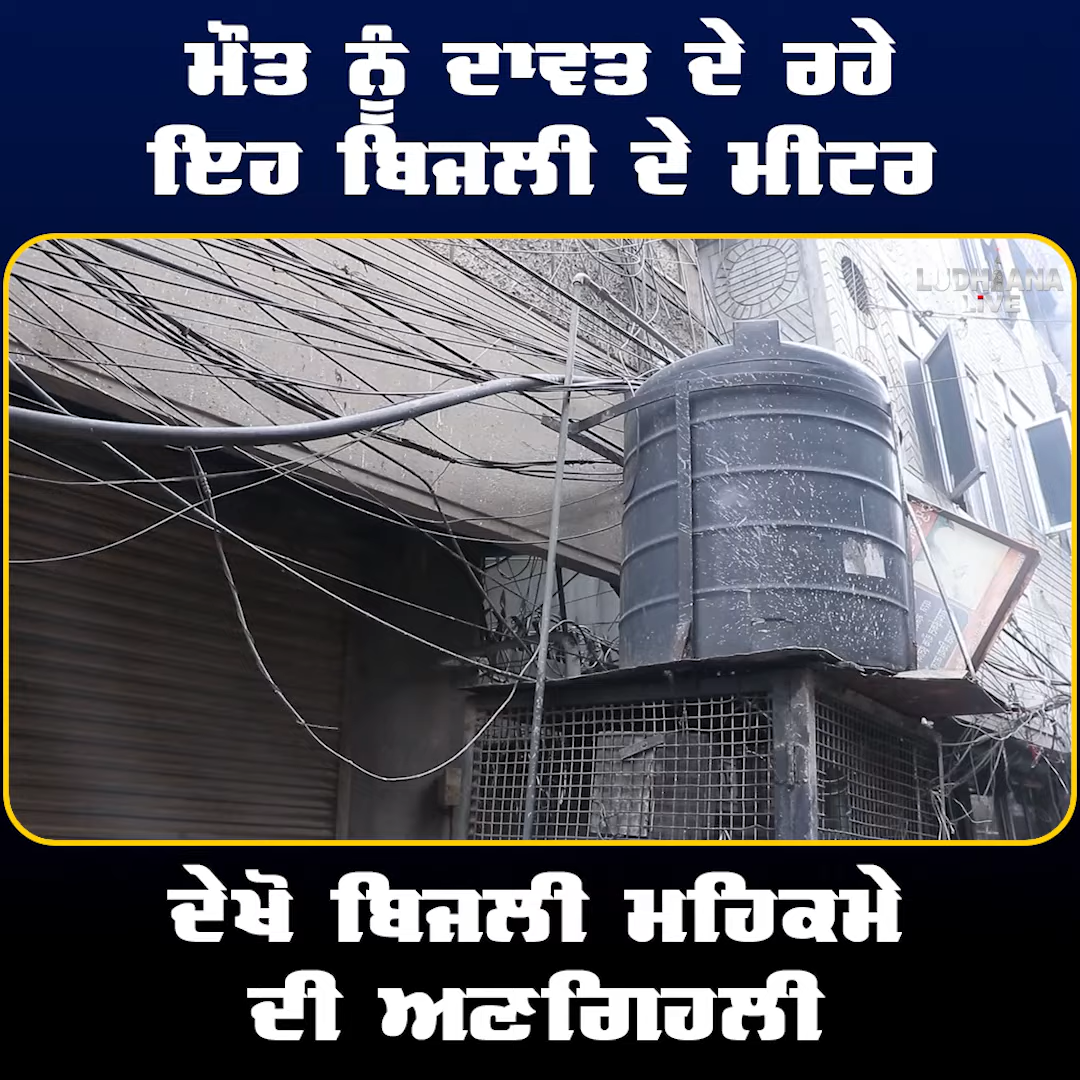 ਮੌਤ ਨੂੰ ਦਾਵਤ ਦੇ ਰਹੇ
ਇਹ ਬਿਜਲੀ ਦੇ ਮੀਟਰ
LUDHIANA
LIVE
ਦੇਖੋ ਬਿਜਲੀ ਮਹਿਕਮੇ
ਦੀ ਅਣਗਿਹਲੀ